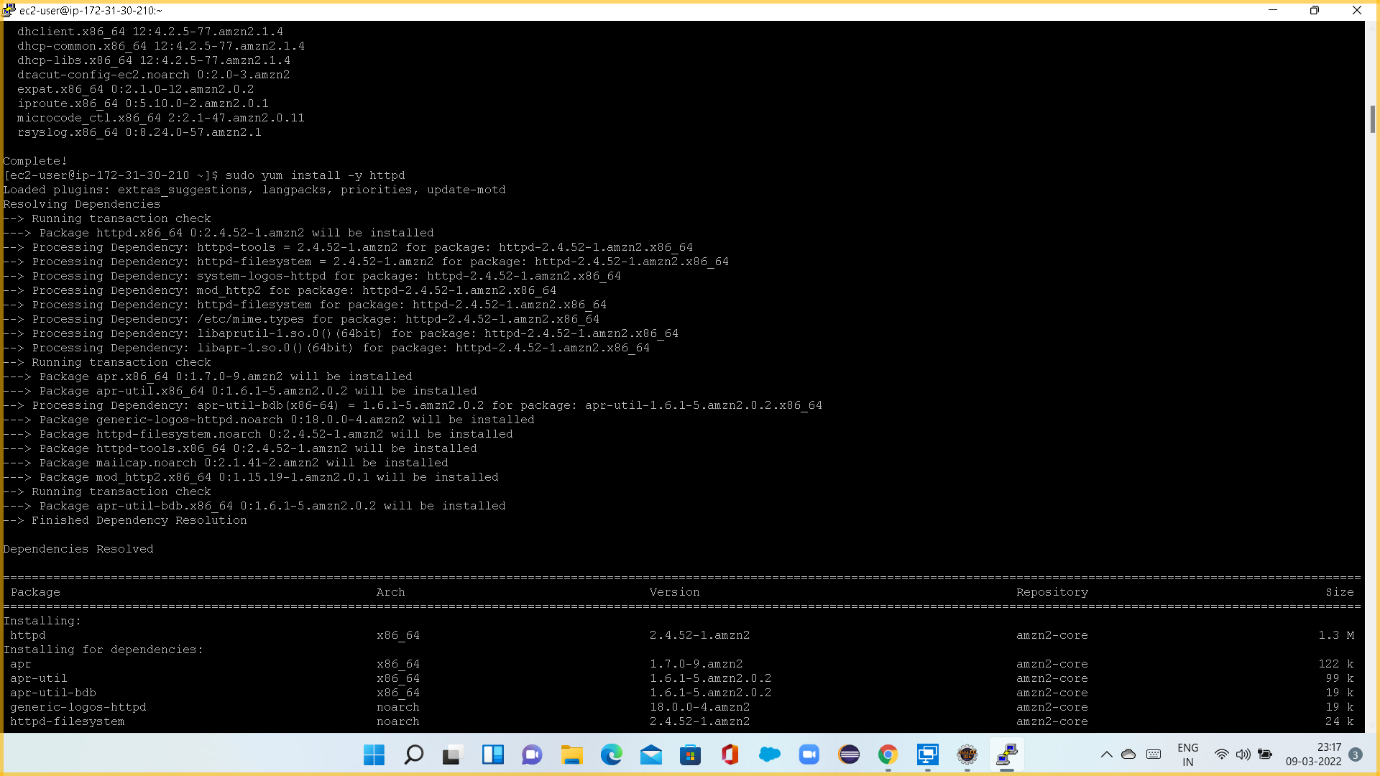 ec2-user@ip-172-31-30-210:~
dhclient.x86_64 12:4.2.5-77.amzn2.1.4
dhcp-common.x86_64 12:4.2.5-77.amzn2.1.4
dhcp-libs.x86_64 12:4.2.5-77.amzn2.1.4
dracut-config-ec2.noarch 0:2.0-3.amzn2
expat.x86_64 0:2.1.0-12.amzn2.0.2
iproute.x86_64 0:5.10.0-2.amzn2.0.1
microcode_ctl.x86_64 2:2.1-47.amzn2.0.11
rsyslog.x86_64 0:8.24.0-57.amzn2.1
Complete!
[ec2-user@ip-172-31-30-210 ~]$ sudo yum install -y httpd
Loaded plugins: extras_suggestions, langpacks, priorities, update-motd
Resolving Dependencies
--> Running transaction check
---> Package httpd.x86_64 0:2.4.52-1.amzn2 will be installed
--> Processing Dependency: httpd-tools = 2.4.52-1.amzn2 for package: httpd-2.4.52-1.amzn2.x86_64
--> Processing Dependency: httpd-filesystem = 2.4.52-1.amzn2 for package: httpd-2.4.52-1.amzn2.x86_64
--> Processing Dependency: system-logos-httpd for package: httpd-2.4.52-1.amzn2.x86_64
--> Processing Dependency: mod_http2 for package: httpd-2.4.52-1.amzn2.x86_64
--> Processing Dependency: httpd-filesystem for package: httpd-2.4.52-1.amzn2.x86_64
--> Processing Dependency: /etc/mime.types for package: httpd-2.4.52-1.amzn2.x86_64
--> Processing Dependency: libaprutil-1.so.0()(64bit) for package: httpd-2.4.52-1.amzn2.x86_64
--> Processing Dependency: libapr-1.so.0()(64bit) for package: httpd-2.4.52-1.amzn2.x86_64
--> Running transaction check
---> Package apr.x86_64 0:1.7.0-9.amzn2 will be installed
---> Package apr-util.x86_64 0:1.6.1-5.amzn2.0.2 will be installed
--> Processing Dependency: apr-util-bdb(x86-64) = 1.6.1-5.amzn2.0.2 for package: apr-util-1.6.1-5.amzn2.0.2.x86_64
---> Package generic-logos-httpd.noarch 0:18.0.0-4.amzn2 will be installed
---> Package httpd-filesystem.noarch 0:2.4.52-1.amzn2 will be installed
---> Package httpd-tools.x86_64 0:2.4.52-1.amzn2 will be installed
---> Package mailcap.noarch 0:2.1.41-2.amzn2 will be installed
---> Package mod_http2.x86_64 0:1.15.19-1.amzn2.0.1 will be installed
--> Running transaction check
---> Package apr-util-bdb.x86_64 0:1.6.1-5.amzn2.0.2 will be installed
--> Finished Dependency Resolution
Dependencies Resolved
Package Arch Version Repository Size
Installing:
httpd x86_64 2.4.52-1.amzn2 amzn2-core 1.3 M
Installing for dependencies:
apr x86_64 1.7.0-9.amzn2 amzn2-core 122 k
apr-util x86_64 1.6.1-5.amzn2.0.2 amzn2-core 99 k
apr-util-bdb x86_64 1.6.1-5.amzn2.0.2 amzn2-core 19 k
generic-logos-httpd noarch 18.0.0-4.amzn2 amzn2-core 19 k
httpd-filesystem noarch 2.4.52-1.amzn2 amzn2-core 24 k
ENG 23:17
IN 09-03-2022 3